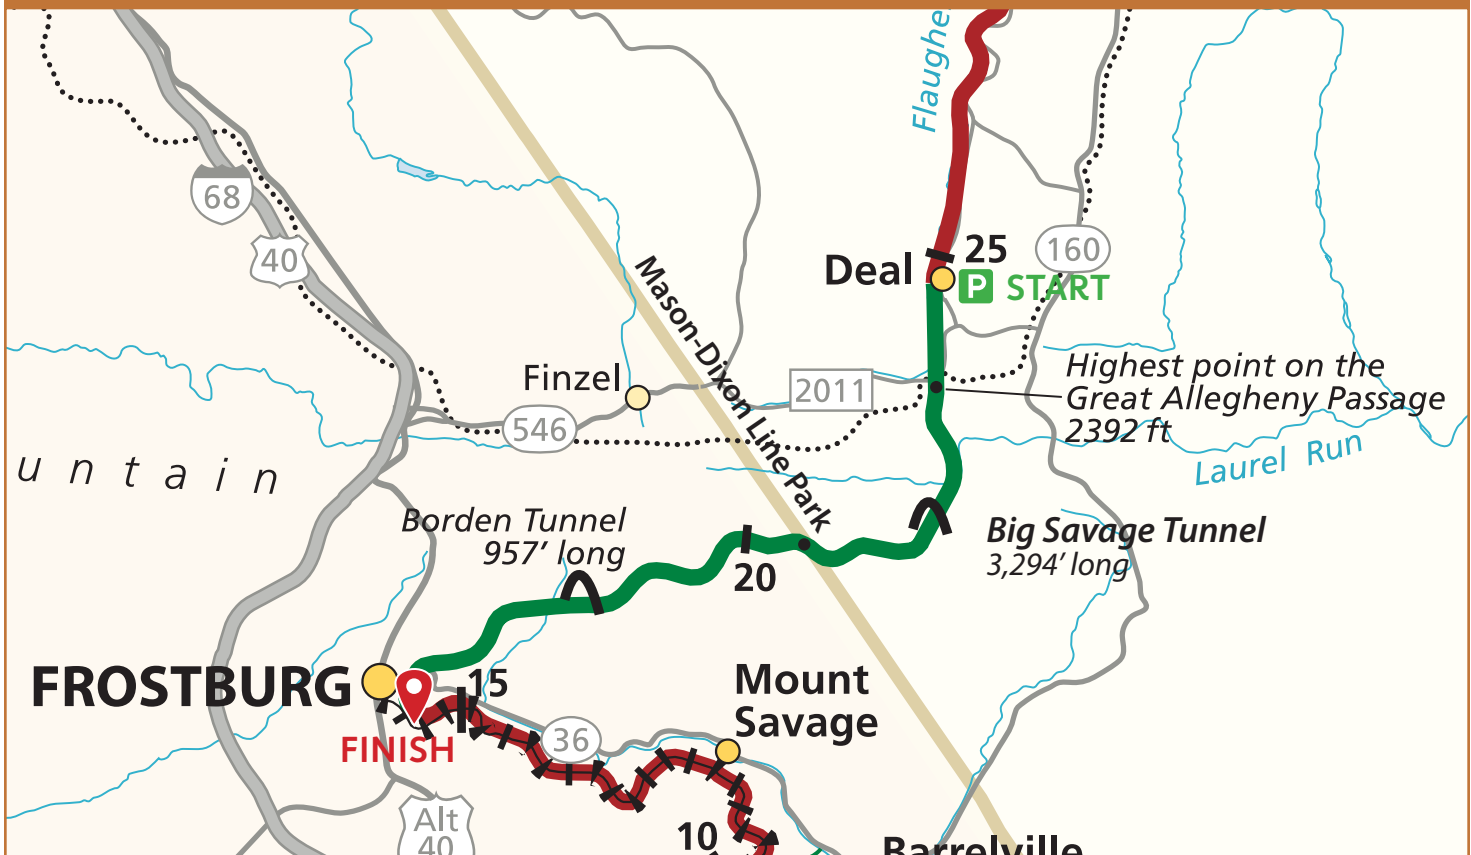 Flaughe
68
40
25
160
Deal
P START
Highest point on the
Great Allegheny Passage
2392 ft
Mason-Dixon Line Park
Finzel
2011
546
Laurel Run
untain
Borden Tunnel
957’ long
Big Savage Tunnel
3,294’ long
20
FROSTBURG
15
Mount
Savage
36
FINISH
Alt
40
10
Barrelville